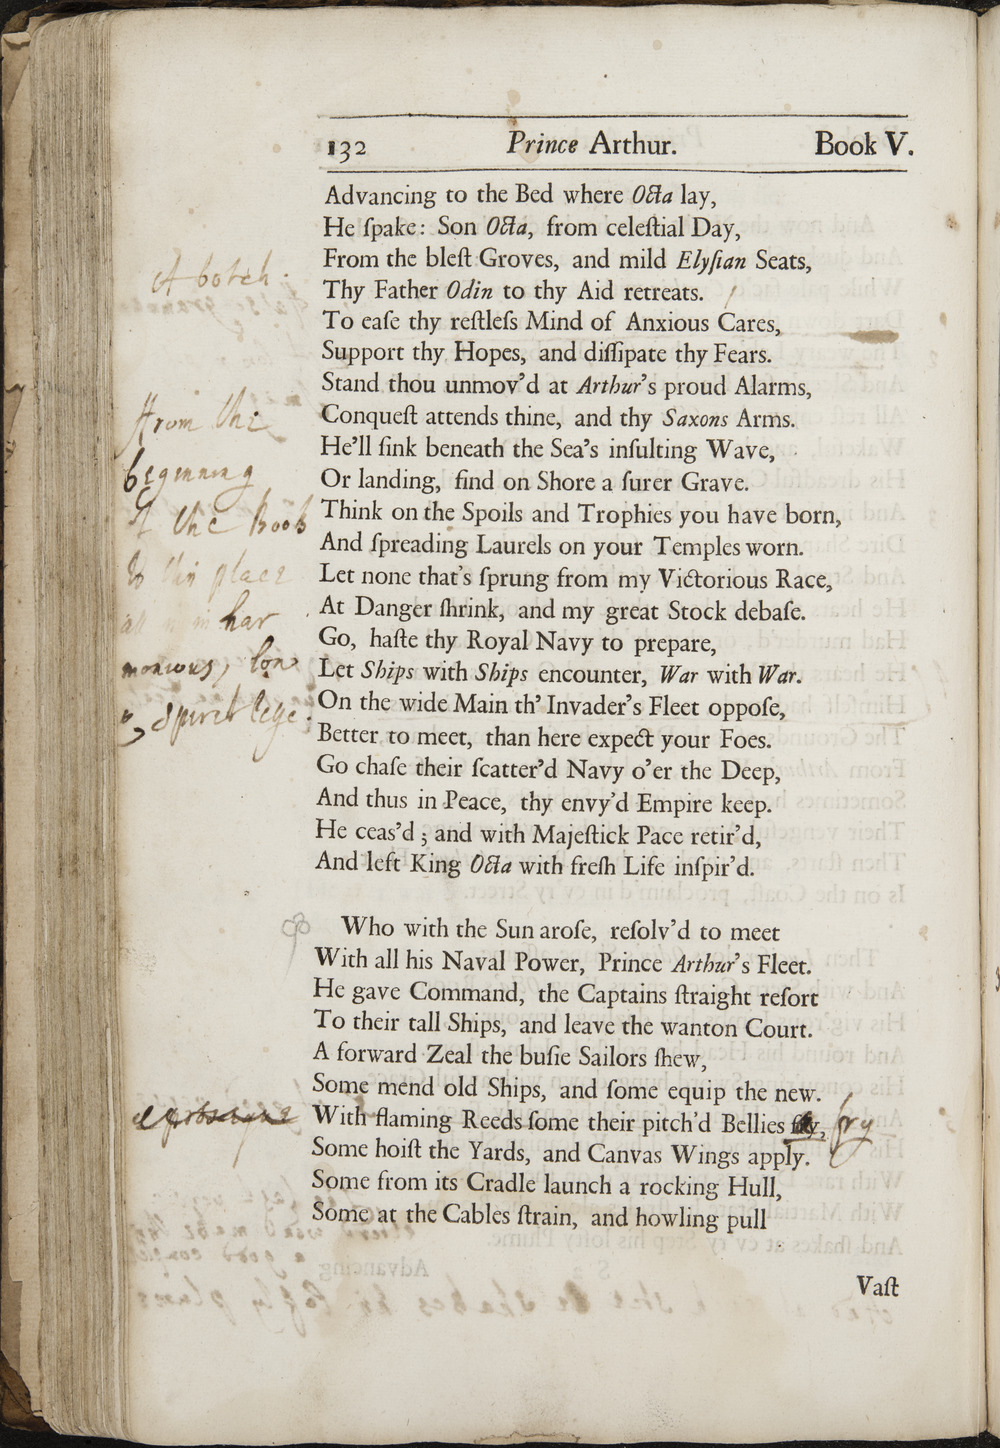 132 Prince Arthur. Book V.
Advancing to the Bed where Octa lay,
He ſpake: Son Octa, from celeſtial Day,
From the bleſt Groves, and mild Elyſian Seats,
Thy Father Odin to thy Aid retreats.
To eaſe thy reſtleſs Mind of Anxious Cares,
Support thy Hopes, and diſſipate thy Fears.
Stand thou unmov'd at Arthur's proud Alarms,
Conqueſt attends thine, and thy Saxons Arms.
He'll ſink beneath the Sea's inſulting Wave,
Or landing, find on Shore a ſurer Grave.
Think on the Spoils and Trophies you have born,
And ſpreading Laurels on your Temples worn.
Let none that's ſprung from my Victorious Race,
At Danger ſhrink, and my great Stock debaſe.
Go, haſte thy Royal Navy to prepare,
Let Ships with Ships encounter, War with War.
On the wide Main th' Invader's Fleet oppoſe,
Better to meet, than here expect your Foes.
Go chaſe their ſcatter'd Navy o'er the Deep,
And thus in Peace, thy envy'd Empire keep.
He ceas'd ; and with Majeſtick Pace retir'd,
And left King Octa with freſh Life inſpir'd.
Who with the Sun aroſe, reſolv'd to meet
With all his Naval Power, Prince Arthur's Fleet.
He gave Command, the Captains ſtraight reſort
To their tall Ships, and leave the wanton Court.
A forward Zeal the buſie Sailors ſhew,
Some mend old Ships, and ſome equip the new.
With flaming Reeds ſome their pitch'd Bellies fry
Some hoiſt the Yards, and Canvas Wings apply.
Some from its Cradle launch a rocking Hull,
Some at the Cables ſtrain, and howling pull
Vaſt
A botch
From the
beginning
the Book
to this place
har
monious,